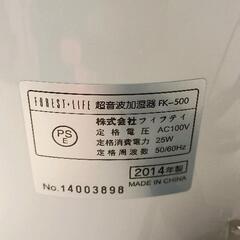 FOREST・LIFE 超音波加湿器 FK-500
PS
E
株式会社フィフティ
定格電圧 AC100V
定格消費電力 25W
定格周波数 50/60Hz
2014年製
No.14003898 MADE IN CHINA